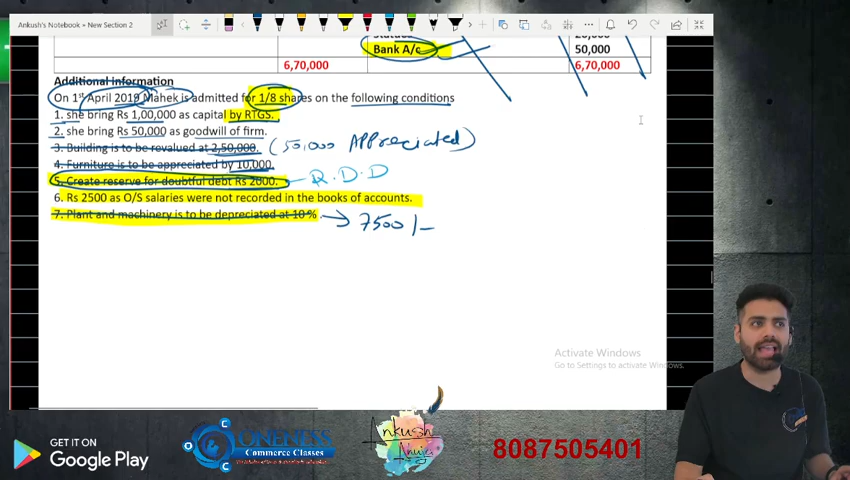 Ankush's Notebook » New Section 2
Bank A/c 50,000
6,70,000 6,70,000
Additional Information
On 1st April 2019 Mahek is admitted for 1/8 shares on the following conditions
1. she bring Rs 1,00,000 as capital by RTGS.
2. she bring Rs 50,000 as goodwill of firm.
3. Building is to be revalued at 2,50,000. (50,000 Appreciated)
4. Furniture is to be appreciated by 10,000.
5. Create reserve for doubtful debt Rs 2000. R.D.D
6. Rs 2500 as O/S salaries were not recorded in the books of accounts.
7. Plant and machinery is to be depreciated at 10 % → 7500/-
Activate Windows
Go to Settings to activate Windows.
GET IT ON
Google Play
ONENESS
Commerce Classes
Ankush
Ahuja
8087505401